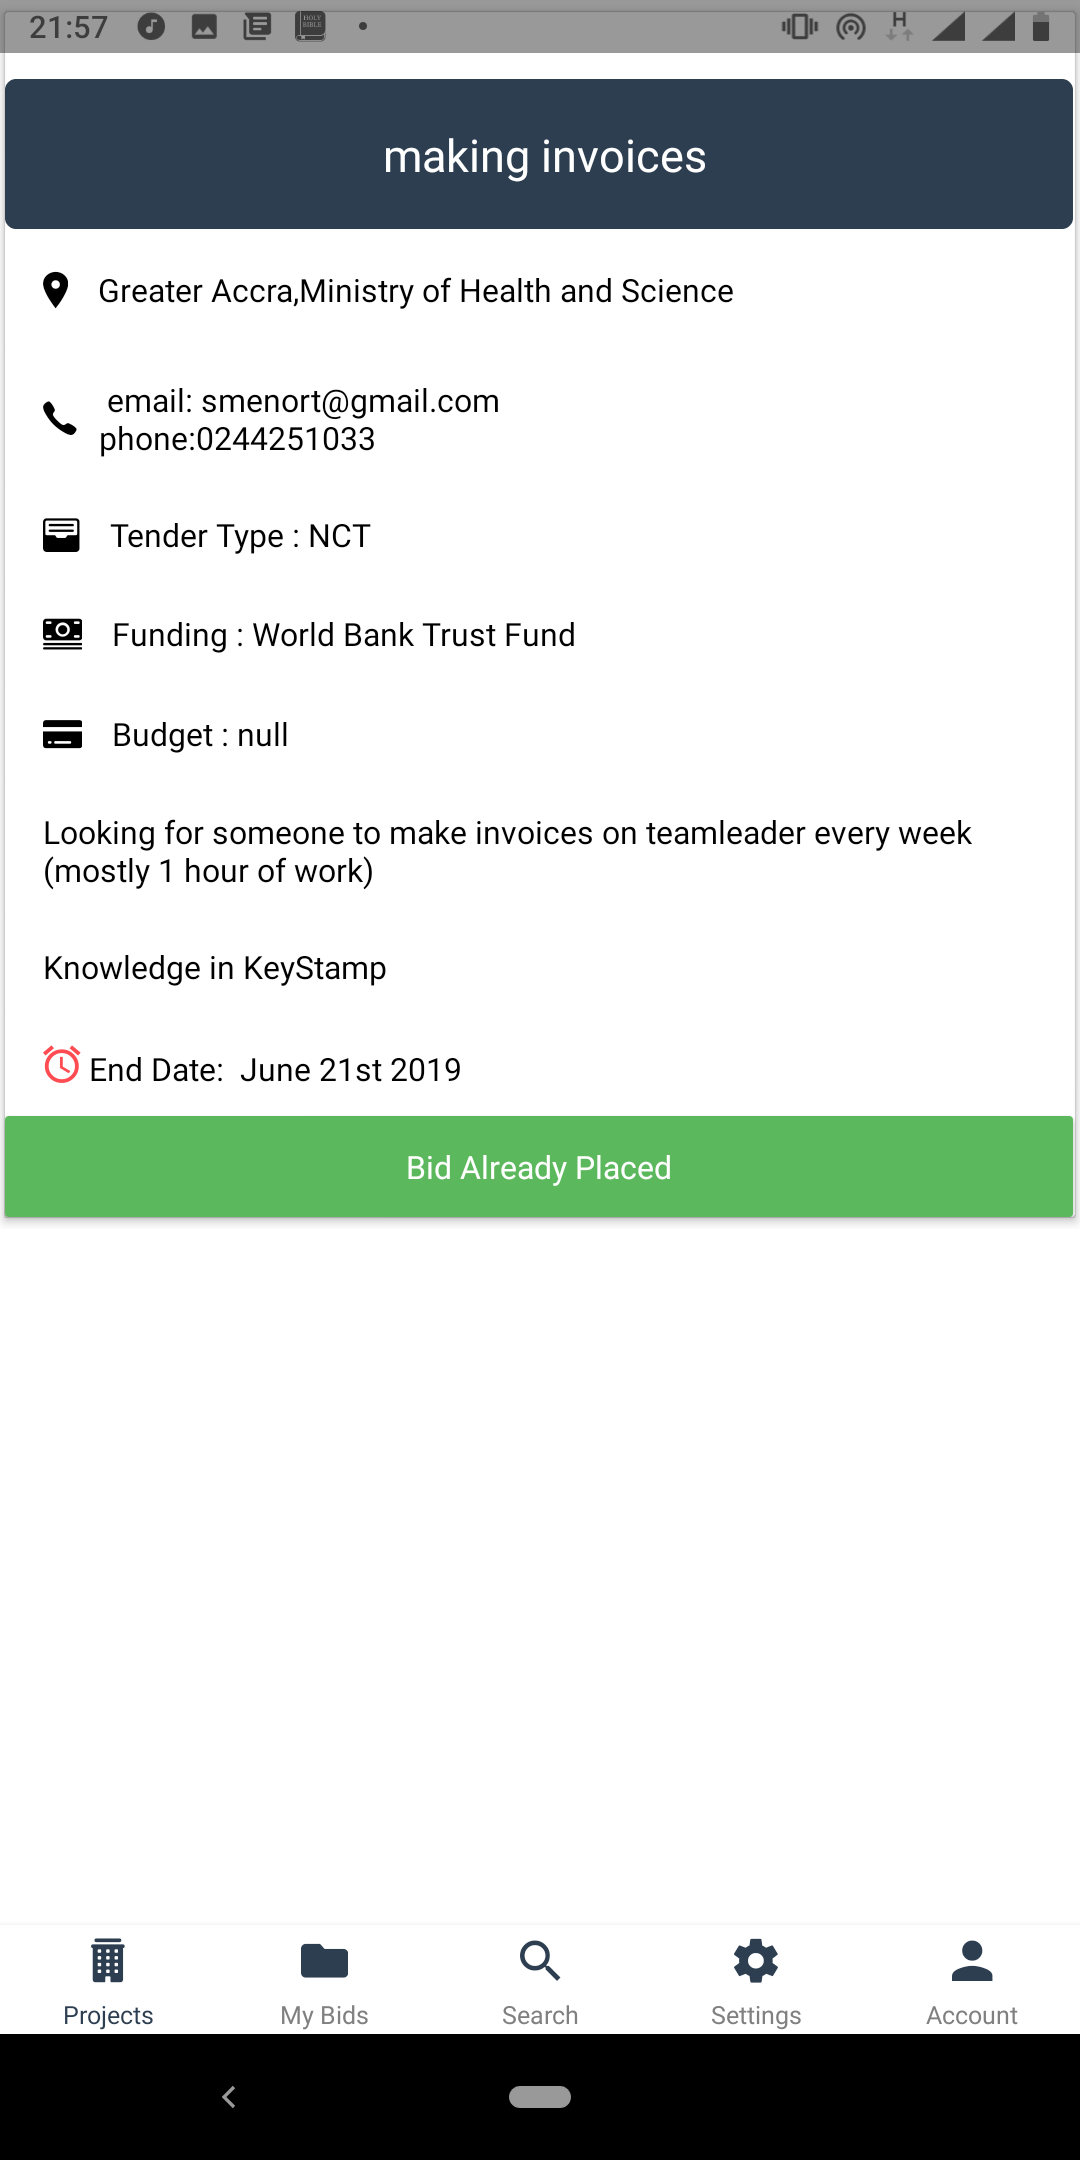 21:57
HOLY
BIBLE
H
making invoices
Greater Accra,Ministry of Health and Science
email: smenort@gmail.com
phone:0244251033
Tender Type : NCT
Funding : World Bank Trust Fund
Budget : null
Looking for someone to make invoices on teamleader every week
(mostly 1 hour of work)
Knowledge in KeyStamp
End Date:  June 21st 2019
Bid Already Placed
Projects
My Bids
Search
Settings
Account